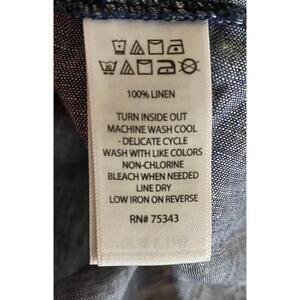 100% LINEN
TURN INSIDE OUT
MACHINE WASH COOL
- DELICATE CYCLE
WASH WITH LIKE COLORS
NON-CHLORINE
BLEACH WHEN NEEDED
LINE DRY
LOW IRON ON REVERSE
RN# 75343